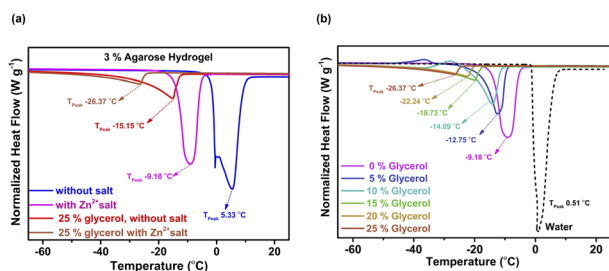 (a)
3 % Agarose Hydrogel
Normalized Heat Flow (W g⁻¹)
T_Peak -26.37 °C
T_Peak -15.15 °C
T_Peak -9.18 °C
T_Peak 5.33 °C
without salt
with Zn²⁺salt
25 % glycerol, without salt
25 % glycerol with Zn²⁺salt
-60 -40 -20 0 20
Temperature (°C)
(b)
Normalized Heat Flow (W g⁻¹)
T_Peak -26.37 °C
-22.24 °C
-19.73 °C
-14.09 °C
-12.75 °C
-9.18 °C
T_Peak 0.51 °C
Water
0 % Glycerol
5 % Glycerol
10 % Glycerol
15 % Glycerol
20 % Glycerol
25 % Glycerol
-60 -40 -20 0 20
Temperature (°C)